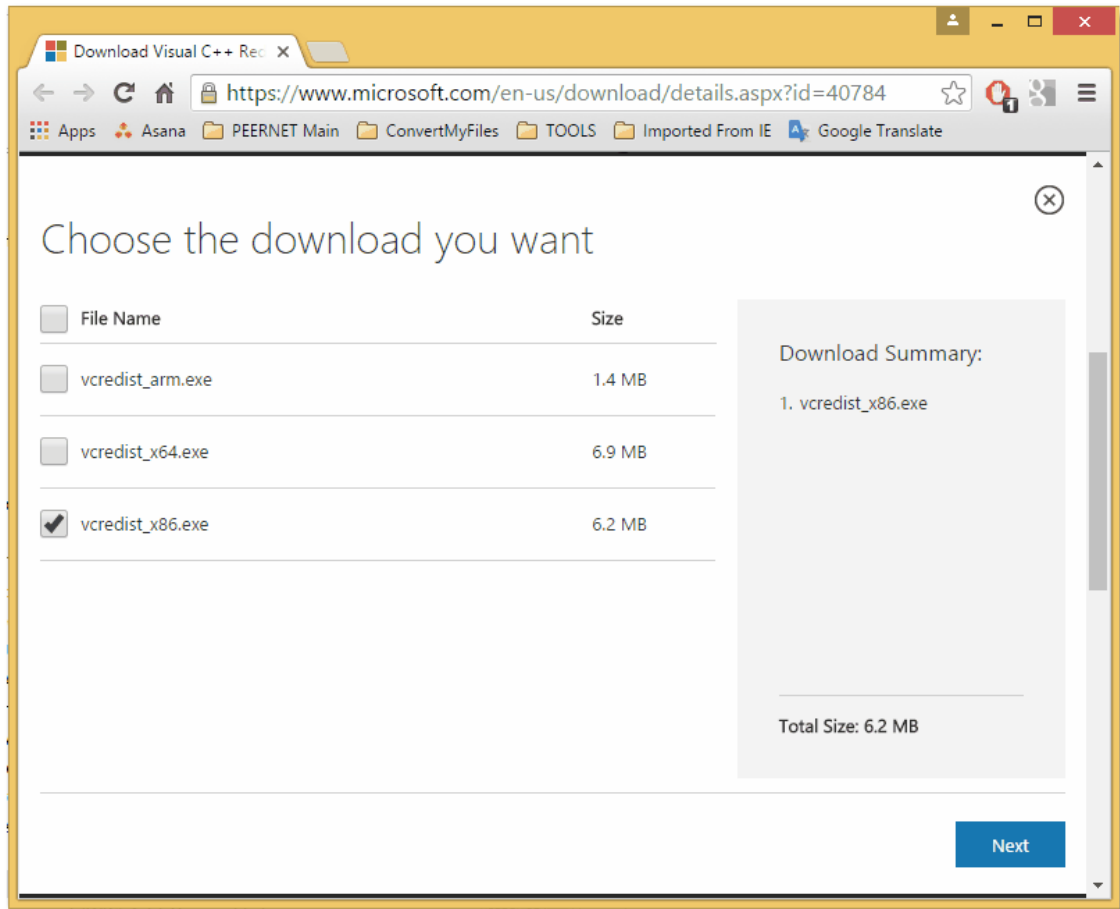 Download Visual C++ Rec
https://www.microsoft.com/en-us/download/details.aspx?id=40784
1
Apps Asana PEERNET Main ConvertMyFiles TOOLS Imported From IE Google Translate
Choose the download you want
File Name Size
vcredist_arm.exe 1.4 MB
vcredist_x64.exe 6.9 MB
vcredist_x86.exe 6.2 MB
Download Summary:
1. vcredist_x86.exe
Total Size: 6.2 MB
Next